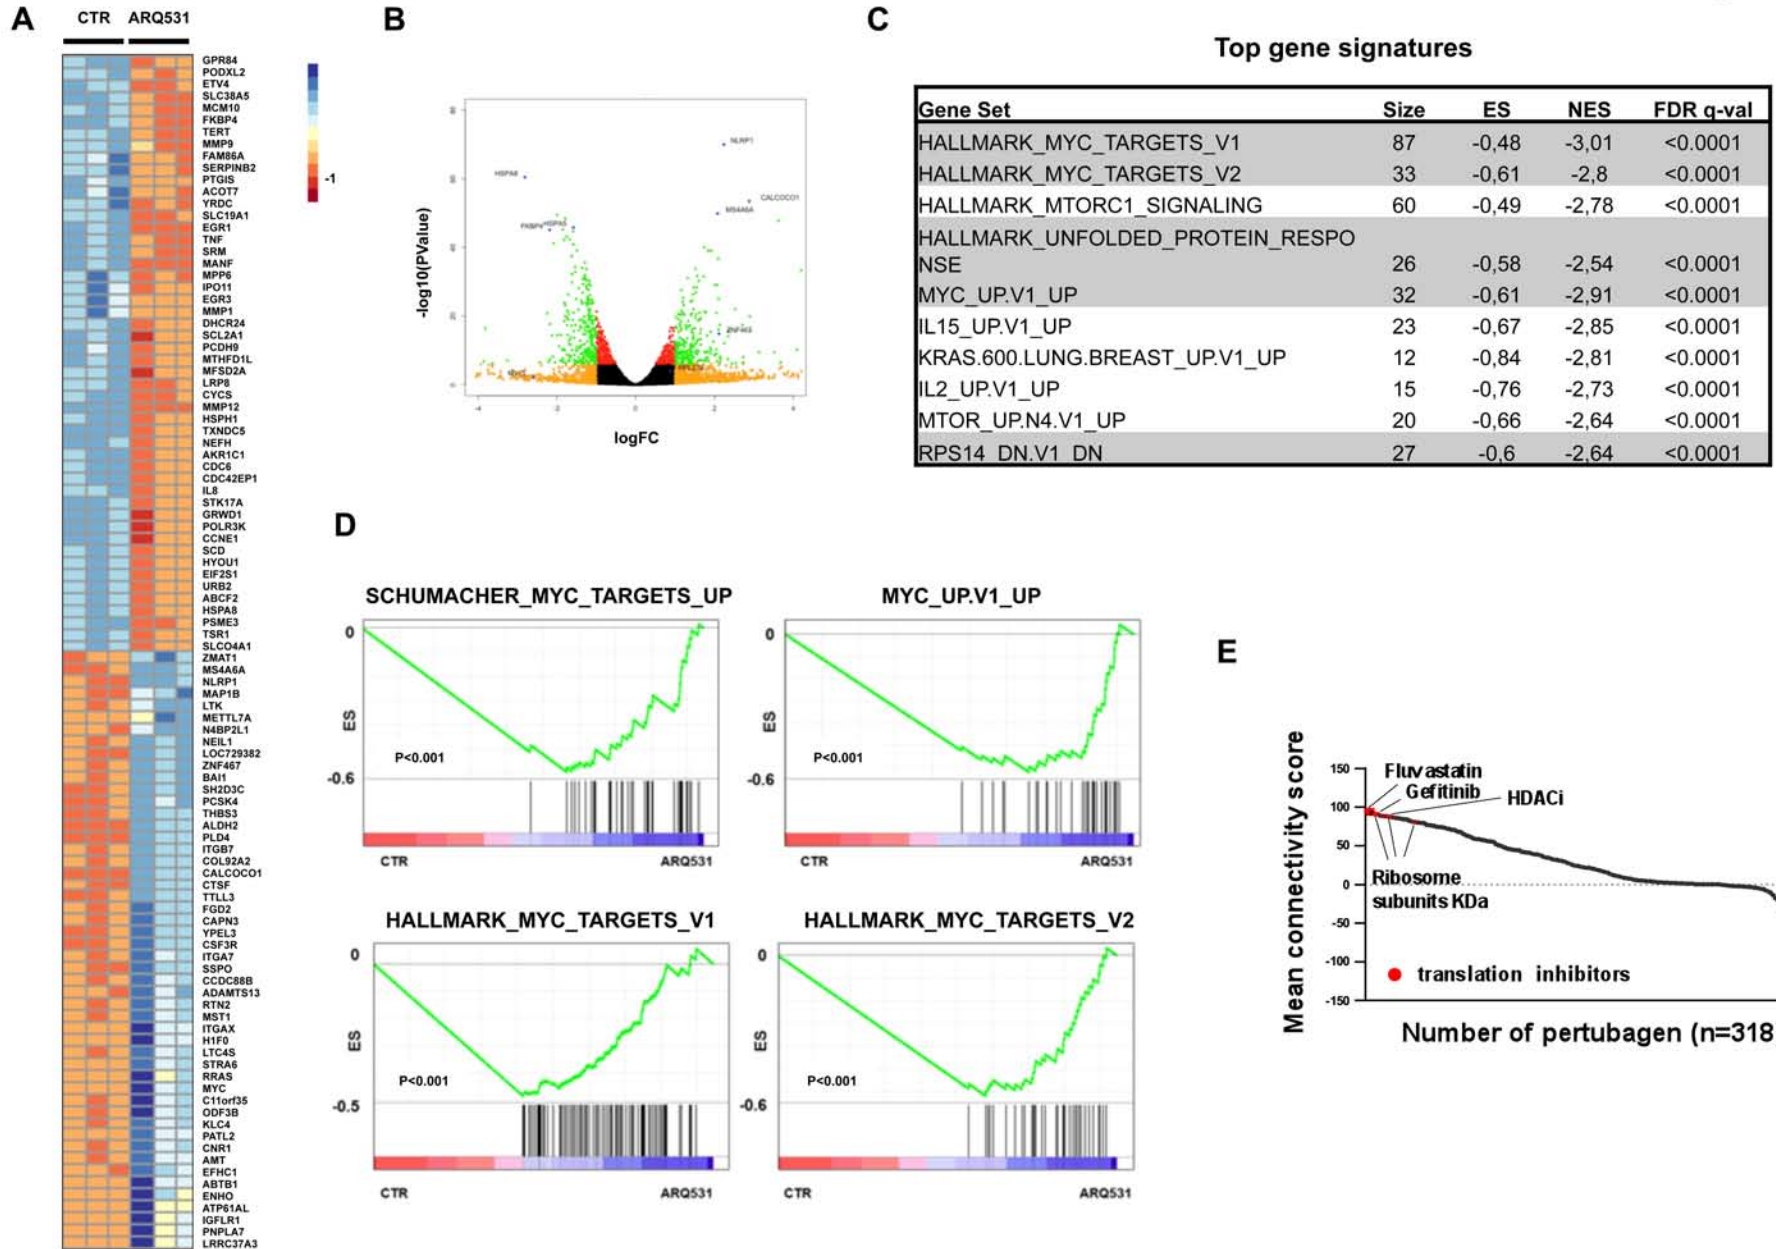 A
CTR ARQ531
GPR84
PODXL2
ETV4
SLC38A5
MCM10
FKBP4
TERT
MMP9
FAM86A
SERPINB2
PTGIS
ACOT7
YRDC
SLC19A1
EGR1
TNF
SRM
MANF
MPP6
IPO11
EGR3
MMP1
DHCR24
SCL2A1
PCDH9
MTHFD1L
MFSD2A
LRP8
CYCS
MMP12
HSPH1
TXNDC5
NEFH
AKR1C1
CDC6
CDC42EP1
IL8
STK17A
GRWD1
POLR3K
CCNE1
SCD
HYOU1
EIF2S1
URB2
ABCF2
HSPA8
PSME3
TSR1
SLCO4A1
ZMAT1
MS4A6A
NLRP1
MAP1B
LTK
METTL7A
N4BP2L1
NEIL1
LOC729382
ZNF467
BAI1
SH2D3C
PCSK4
THBS3
ALDH2
PLD4
ITGB7
COL92A2
CALCOCO1
CTSF
TTLL3
FGD2
CAPN3
YPEL3
CSF3R
ITGA7
SSPO
CCDC88B
ADAMTS13
RTN2
MST1
ITGAX
H1F0
LTC4S
STRA6
RRAS
MYC
C11orf35
ODF3B
KLC4
PATL2
CNR1
AMT
EFHC1
ABTB1
ENHO
ATP61AL
IGFLR1
PNPLA7
LRRC37A3
-1
B
-log10(PValue)
80
60
40
20
0
NLRP1
HSPA8
CALCOCO1
MS4A6A
FKBP4
-4 -2 0 2 4
logFC
C
Top gene signatures
Gene Set Size ES NES FDR q-val
HALLMARK_MYC_TARGETS_V1 87 -0,48 -3,01 <0.0001
HALLMARK_MYC_TARGETS_V2 33 -0,61 -2,8 <0.0001
HALLMARK_MTORC1_SIGNALING 60 -0,49 -2,78 <0.0001
HALLMARK_UNFOLDED_PROTEIN_RESPO
NSE 26 -0,58 -2,54 <0.0001
MYC_UP.V1_UP 32 -0,61 -2,91 <0.0001
IL15_UP.V1_UP 23 -0,67 -2,85 <0.0001
KRAS.600.LUNG.BREAST_UP.V1_UP 12 -0,84 -2,81 <0.0001
IL2_UP.V1_UP 15 -0,76 -2,73 <0.0001
MTOR_UP.N4.V1_UP 20 -0,66 -2,64 <0.0001
RPS14_DN.V1_DN 27 -0,6 -2,64 <0.0001
D
SCHUMACHER_MYC_TARGETS_UP
0
ES
P<0.001
-0.6
CTR ARQ531
MYC_UP.V1_UP
0
ES
P<0.001
-0.6
CTR ARQ531
HALLMARK_MYC_TARGETS_V1
0
ES
P<0.001
-0.5
CTR ARQ531
HALLMARK_MYC_TARGETS_V2
0
ES
P<0.001
-0.6
CTR ARQ531
E
Mean connectivity score
150
100
50
0
-50
-100
-150
Fluvastatin
Gefitinib
HDACi
Ribosome
subunits KDa
translation inhibitors
Number of pertubagen (n=318